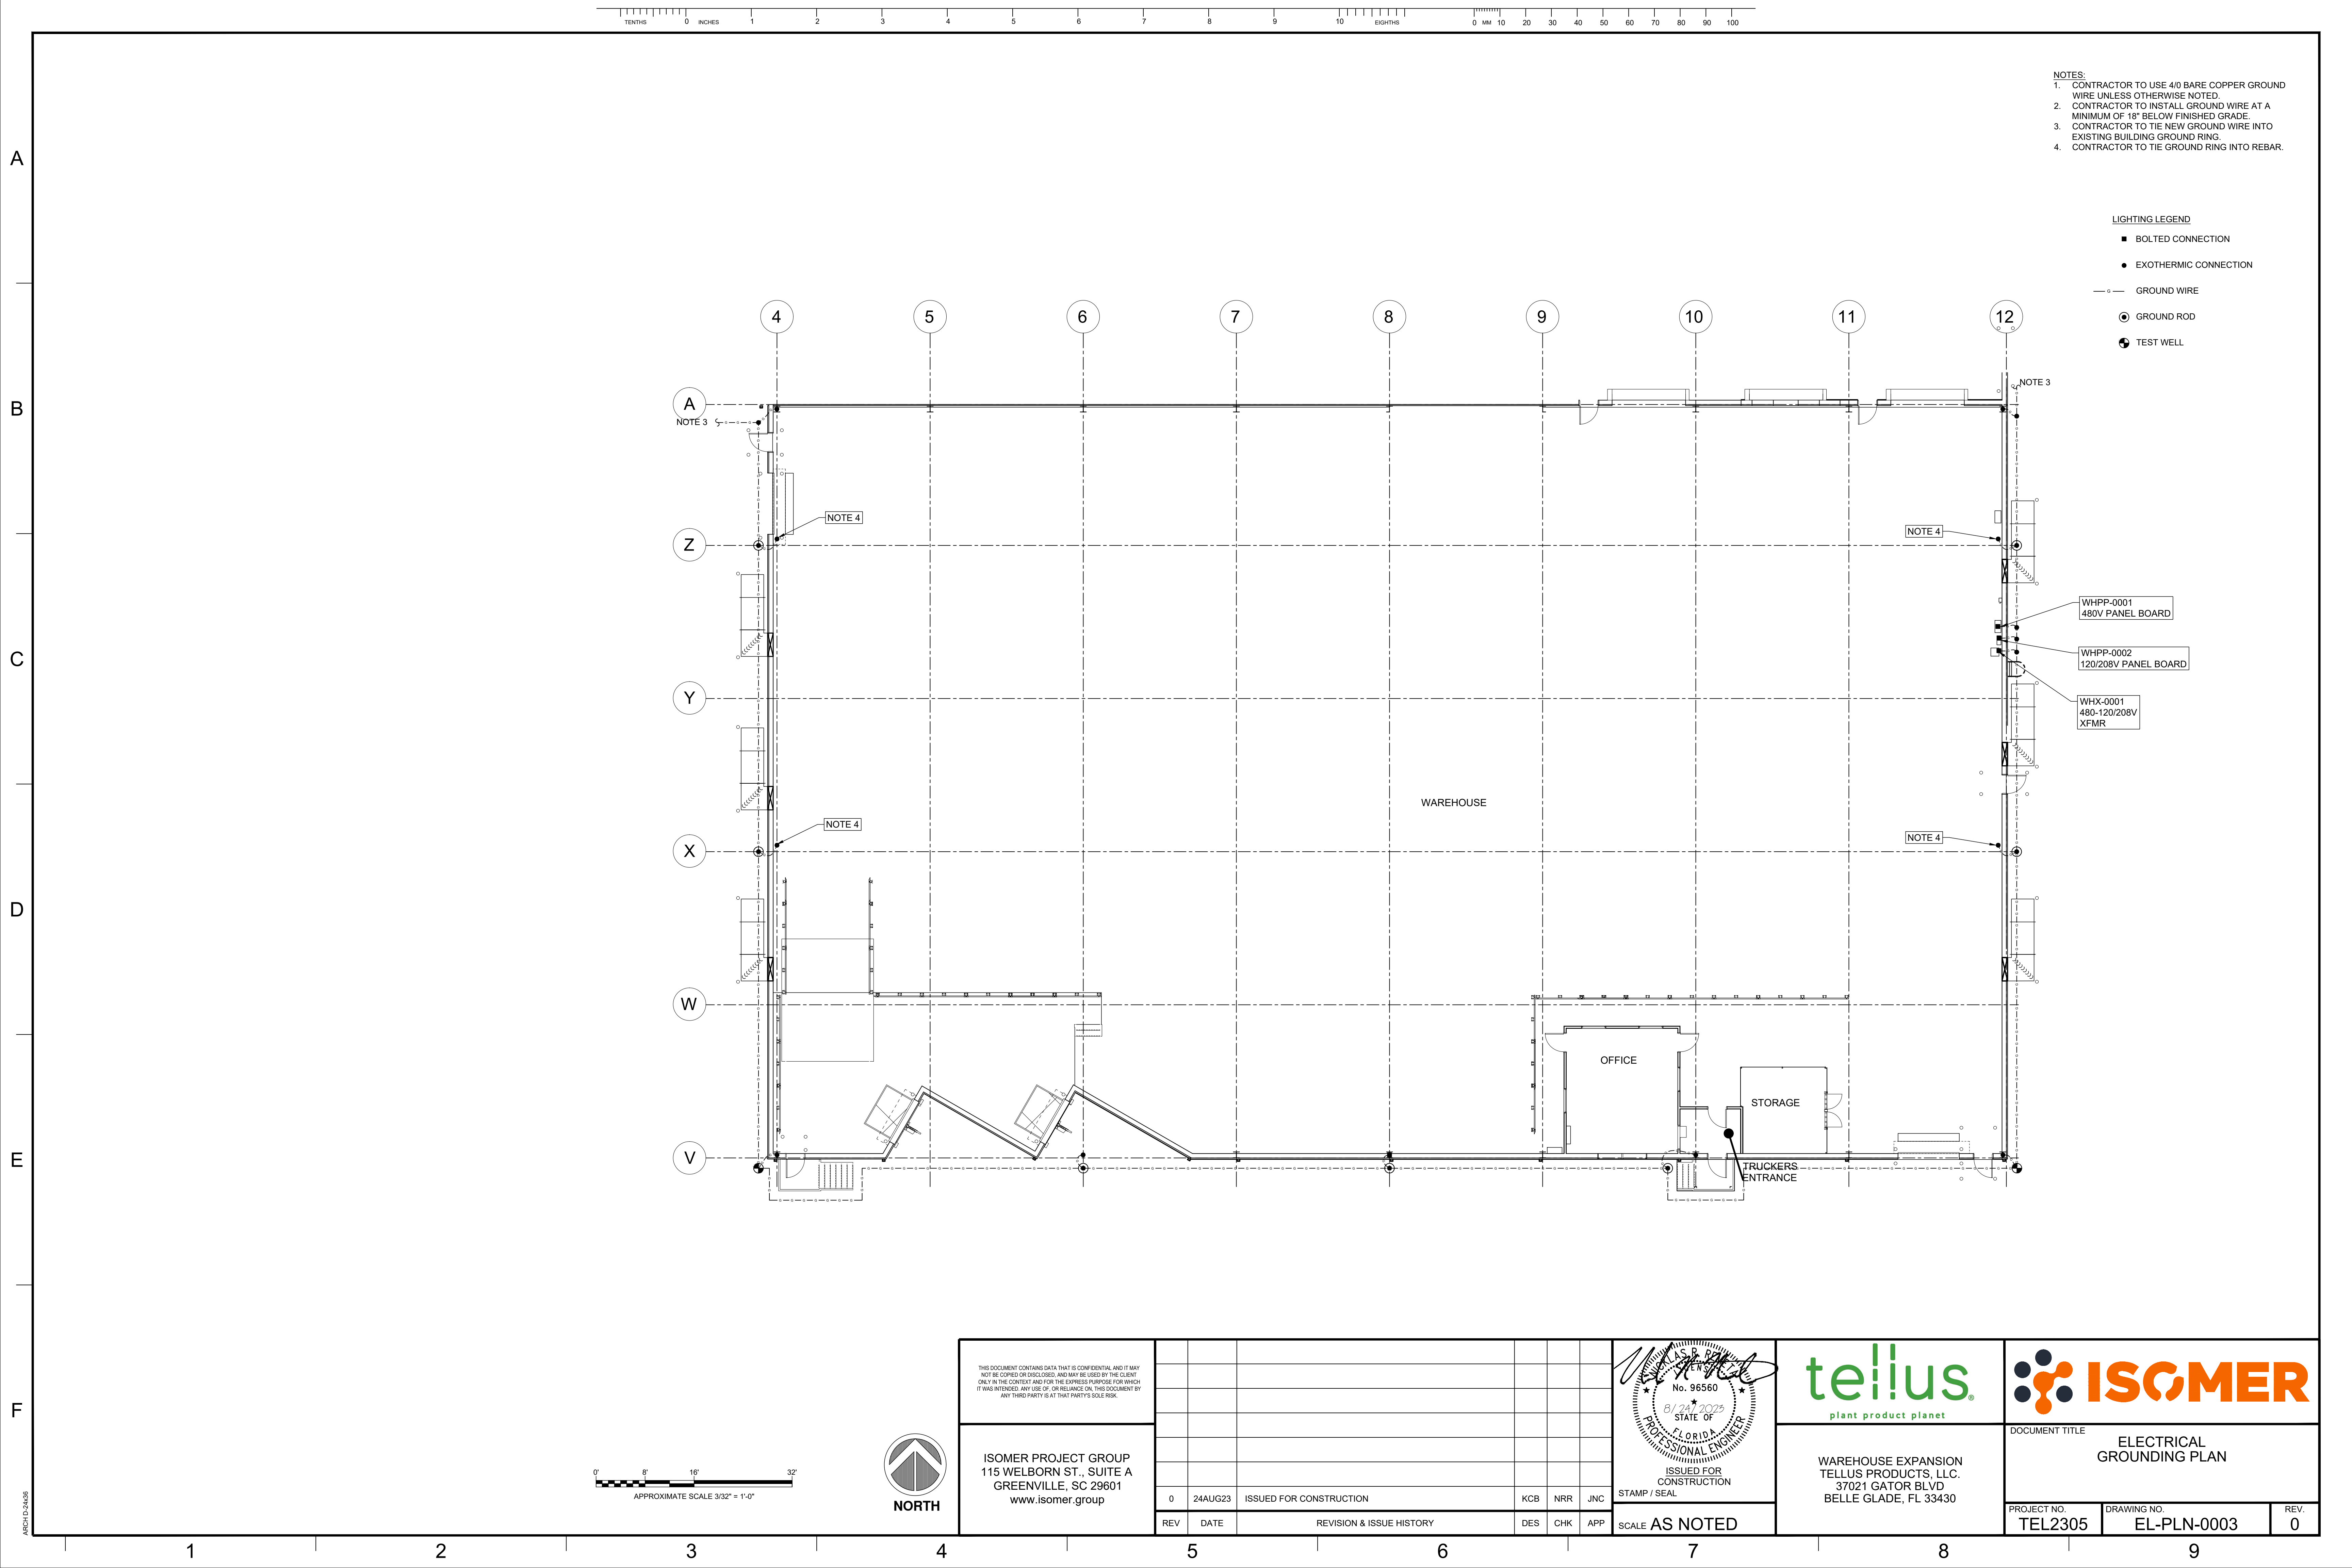 TENTHS 0 INCHES 1 2 3 4 5 6 7 8 9 10 EIGHTHS 0 MM 10 20 30 40 50 60 70 80 90 100
NOTES:
1. CONTRACTOR TO USE 4/0 BARE COPPER GROUND
WIRE UNLESS OTHERWISE NOTED.
2. CONTRACTOR TO INSTALL GROUND WIRE AT A
MINIMUM OF 18" BELOW FINISHED GRADE.
3. CONTRACTOR TO TIE NEW GROUND WIRE INTO
EXISTING BUILDING GROUND RING.
4. CONTRACTOR TO TIE GROUND RING INTO REBAR.
LIGHTING LEGEND
BOLTED CONNECTION
EXOTHERMIC CONNECTION
GROUND WIRE
GROUND ROD
TEST WELL
A
B
C
D
E
F
4 5 6 7 8 9 10 11 12
NOTE 3
A
NOTE 3
NOTE 4
NOTE 4
Z
WHPP-0001
480V PANEL BOARD
WHPP-0002
120/208V PANEL BOARD
Y
WHX-0001
480-120/208V
XFMR
WAREHOUSE
NOTE 4
NOTE 4
X
W
OFFICE
STORAGE
V
TRUCKERS
ENTRANCE
0' 8' 16' 32'
APPROXIMATE SCALE 3/32" = 1'-0"
NORTH
THIS DOCUMENT CONTAINS DATA THAT IS CONFIDENTIAL AND IT MAY
NOT BE COPIED OR DISCLOSED, AND MAY BE USED BY THE CLIENT
ONLY IN THE CONTEXT AND FOR THE EXPRESS PURPOSE FOR WHICH
IT WAS INTENDED. ANY USE OF, OR RELIANCE ON, THIS DOCUMENT BY
ANY THIRD PARTY IS AT THAT PARTY'S SOLE RISK.
ISOMER PROJECT GROUP
115 WELBORN ST., SUITE A
GREENVILLE, SC 29601
www.isomer.group
0 24AUG23 ISSUED FOR CONSTRUCTION KCB NRR JNC
REV DATE REVISION & ISSUE HISTORY DES CHK APP
No. 96560
8/24/2023
STATE OF
FLORIDA
PROFESSIONAL ENGINEER
ISSUED FOR
CONSTRUCTION
STAMP / SEAL
SCALE AS NOTED
tellus®
plant product planet
WAREHOUSE EXPANSION
TELLUS PRODUCTS, LLC.
37021 GATOR BLVD
BELLE GLADE, FL 33430
ISOMER
DOCUMENT TITLE
ELECTRICAL
GROUNDING PLAN
PROJECT NO. DRAWING NO. REV.
TEL2305 EL-PLN-0003 0
ARCH D-24x36
1 2 3 4 5 6 7 8 9